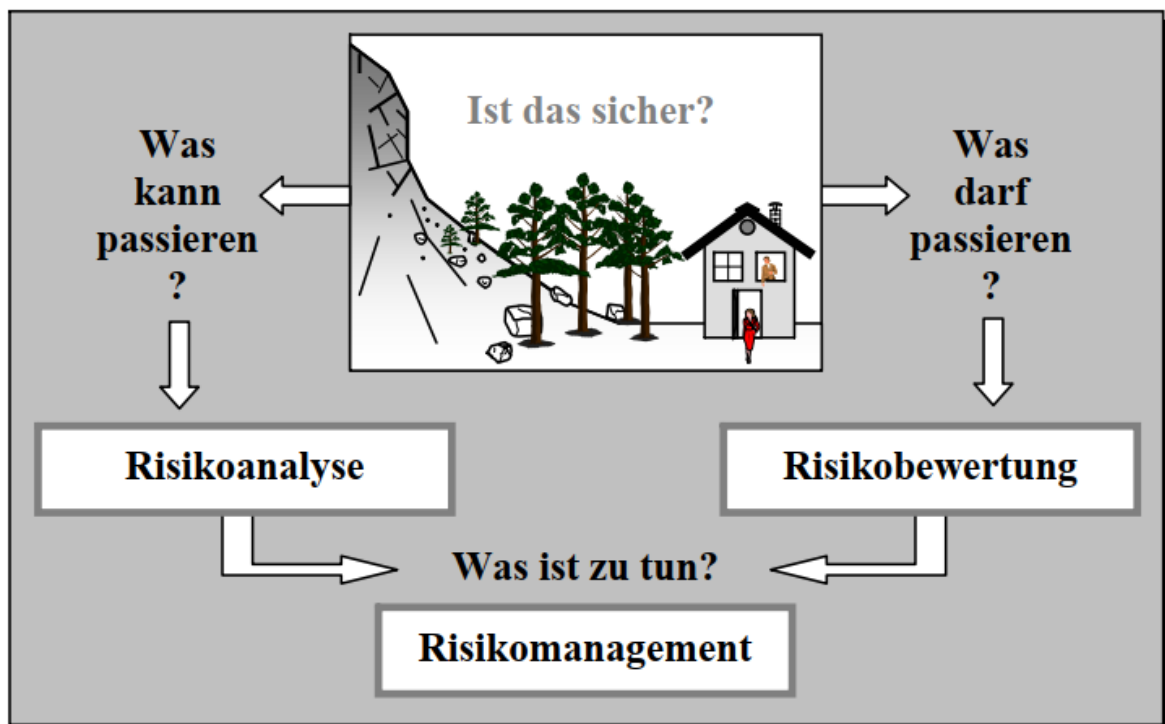 Ist das sicher?
Was
kann
passieren
?
Was
darf
passieren
?
Risikoanalyse
Risikobewertung
Was ist zu tun?
Risikomanagement